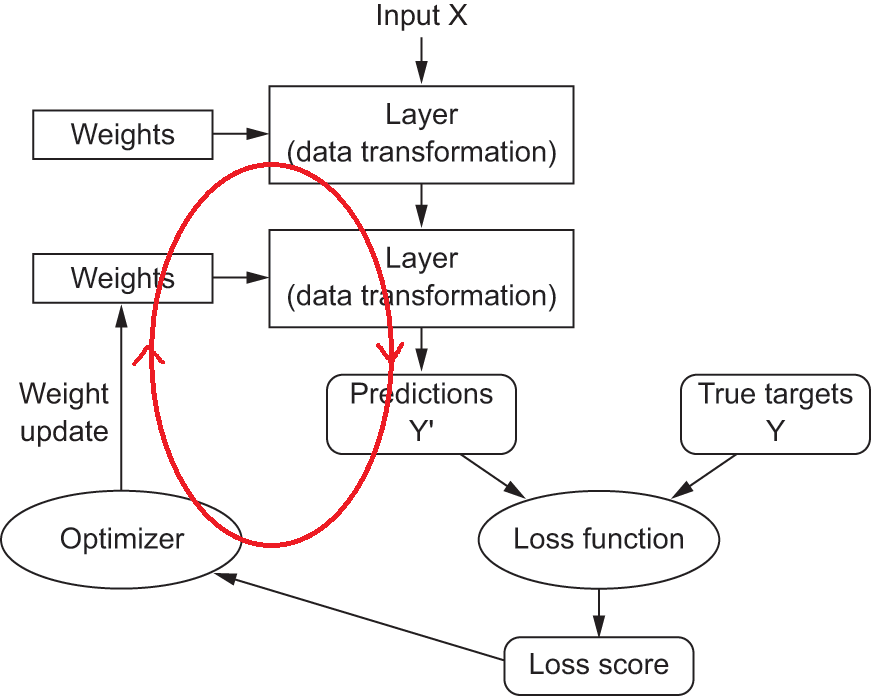 Input X
Layer
(data transformation)
Weights
Layer
(data transformation)
Weights
Weight
update
Predictions
Y'
True targets
Y
Optimizer
Loss function
Loss score